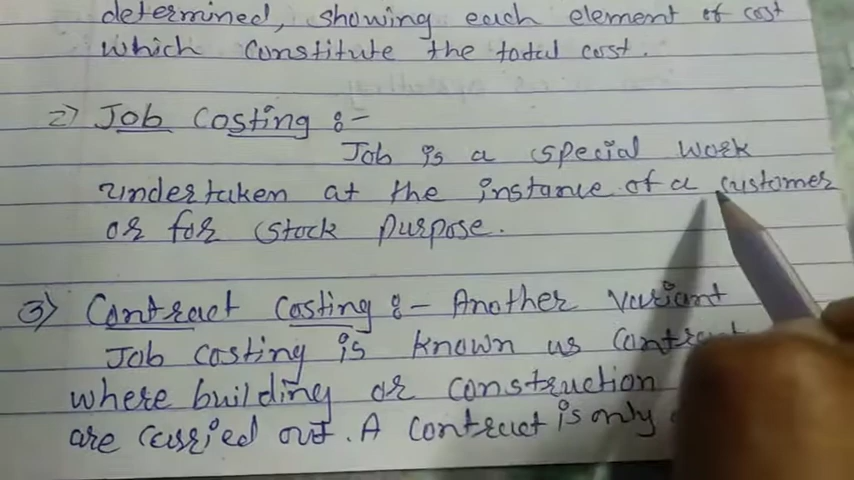 determined, showing each element of cost
which constitute the total cost.
2) Job Costing :-
Job is a special work
undertaken at the instance of a customer
or for stock purpose.
3) Contract Costing :- Another variant
Job costing is known as Contract
where building or construction
are carried out. A contract is only